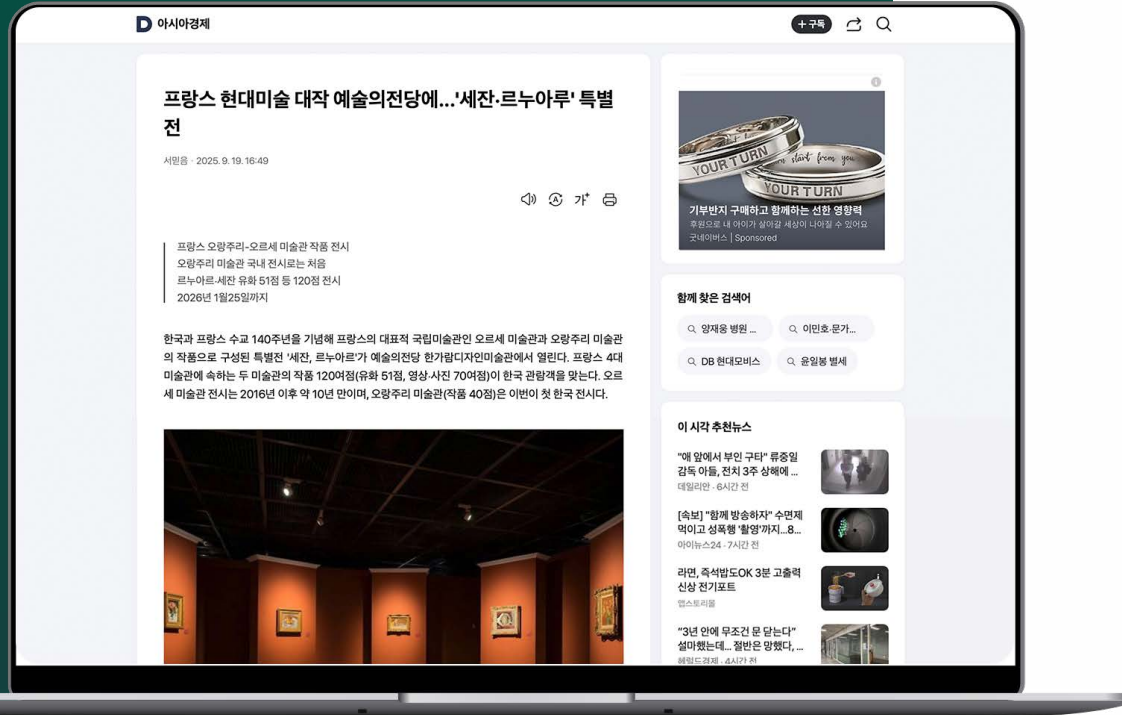 D 아시아경제
+ 구독
프랑스 현대미술 대작 예술의전당에…'세잔·르누아루' 특별
전
서믿음 · 2025. 9. 19. 16:49
가+
프랑스 오랑주리-오르세 미술관 작품 전시
오랑주리 미술관 국내 전시로는 처음
르누아르·세잔 유화 51점 등 120점 전시
2026년 1월25일까지
한국과 프랑스 수교 140주년을 기념해 프랑스의 대표적 국립미술관인 오르세 미술관과 오랑주리 미술관
의 작품으로 구성된 특별전 '세잔, 르누아르'가 예술의전당 한가람디자인미술관에서 열린다. 프랑스 4대
미술관에 속하는 두 미술관의 작품 120여점(유화 51점, 영상·사진 70여점)이 한국 관람객을 맞는다. 오르
세 미술관 전시는 2016년 이후 약 10년 만이며, 오랑주리 미술관(작품 40점)은 이번이 첫 한국 전시다.
YOUR TURN
start from you
YOUR TURN
기부반지 구매하고 함께하는 선한 영향력
후원으로 내 아이가 살아갈 세상이 나아질 수 있어요
굿네이버스 | Sponsored
함께 찾은 검색어
양재웅 병원 ...
이민호·문가...
DB 현대모비스
윤일봉 별세
이 시각 추천뉴스
"애 앞에서 부인 구타" 류중일
감독 아들, 전치 3주 상해에 ...
데일리안 · 6시간 전
[속보] "함께 방송하자" 수면제
먹이고 성폭행 '촬영'까지...8...
아이뉴스24 · 7시간 전
라면, 즉석밥도OK 3분 고출력
신상 전기포트
앱스토리몰
"3년 안에 무조건 문 닫는다"
설마했는데... 절반은 망했다, ...
헤럴드경제 · 4시간 전